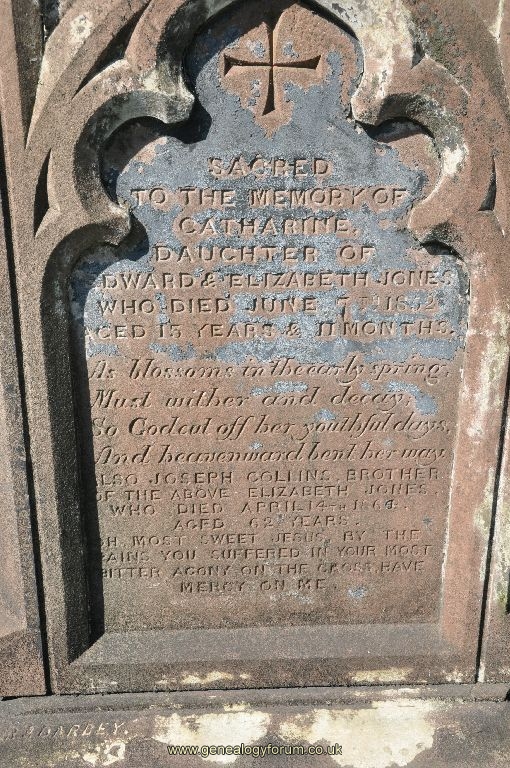 SACRED
TO THE MEMORY OF
CATHARINE,
DAUGHTER OF
DWARD & ELIZABETH JONES
WHO DIED JUNE 7TH 1852
AGED 15 YEARS & 11 MONTHS.
As blossoms in the early spring,
Must wither and decay,
So God cut off her youthful days,
And heavenward bent her way.
ALSO JOSEPH COLLINS, BROTHER
OF THE ABOVE ELIZABETH JONES.
WHO DIED APRIL 14TH 1864.
AGED 62 YEARS.
OH MOST SWEET JESUS, BY THE
PAINS YOU SUFFERED IN YOUR MOST
BITTER AGONY ON THE CROSS, HAVE
MERCY ON ME.
www.genealogyforum.co.uk